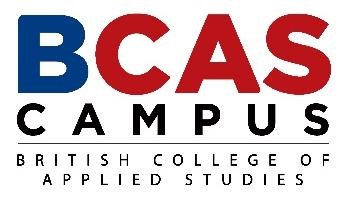 BCAS
CAMPUS
BRITISH COLLEGE OF
APPLIED STUDIES